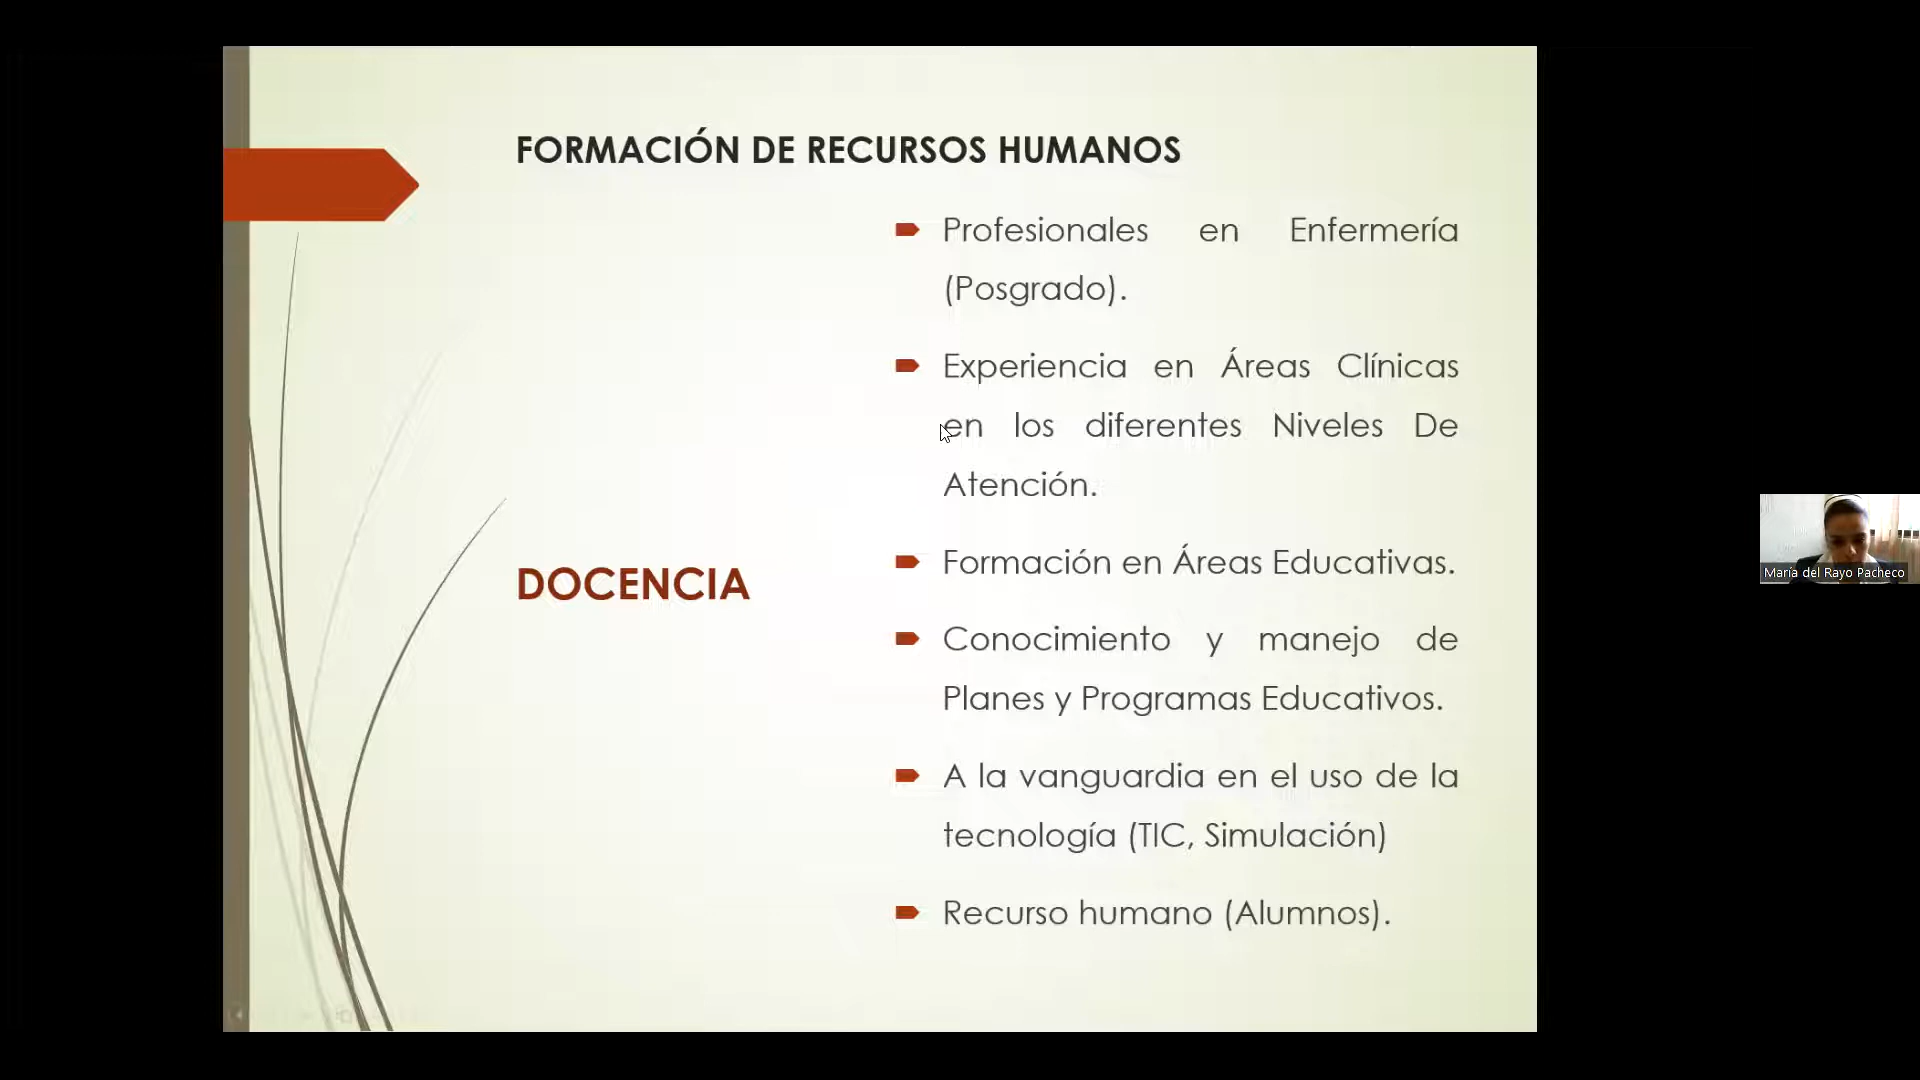 FORMACIÓN DE RECURSOS HUMANOS
DOCENCIA
Profesionales en Enfermería
(Posgrado).
Experiencia en Áreas Clínicas
en los diferentes Niveles De
Atención.
Formación en Áreas Educativas.
Conocimiento y manejo de
Planes y Programas Educativos.
A la vanguardia en el uso de la
tecnología (TIC, Simulación)
Recurso humano (Alumnos).
María del Rayo Pacheco